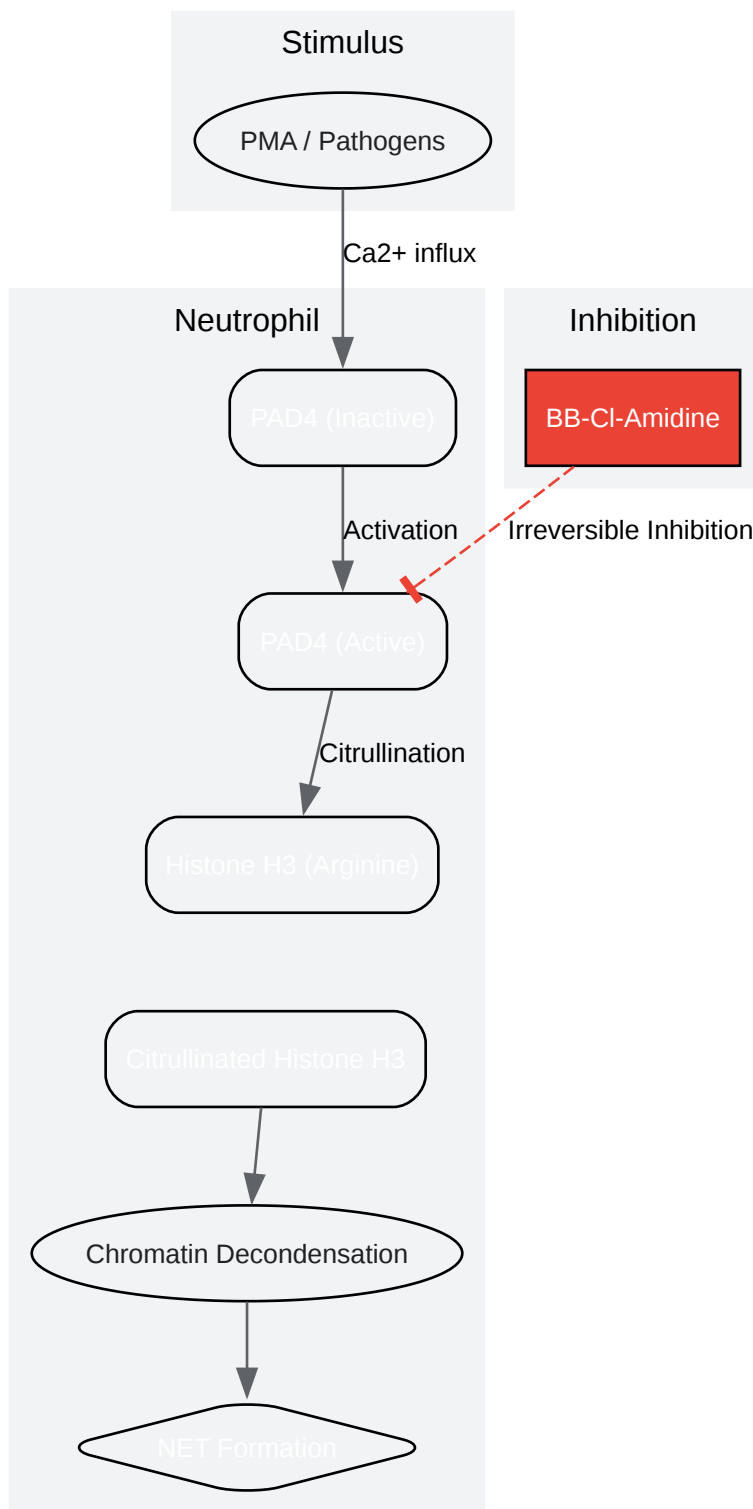 Stimulus
PMA / Pathogens
Ca2+ influx
Neutrophil
Inhibition
PAD4 (Inactive)
BB-Cl-Amidine
Activation
Irreversible Inhibition
PAD4 (Active)
Citrullination
Histone H3 (Arginine)
Citrullinated Histone H3
Chromatin Decondensation
NET Formation